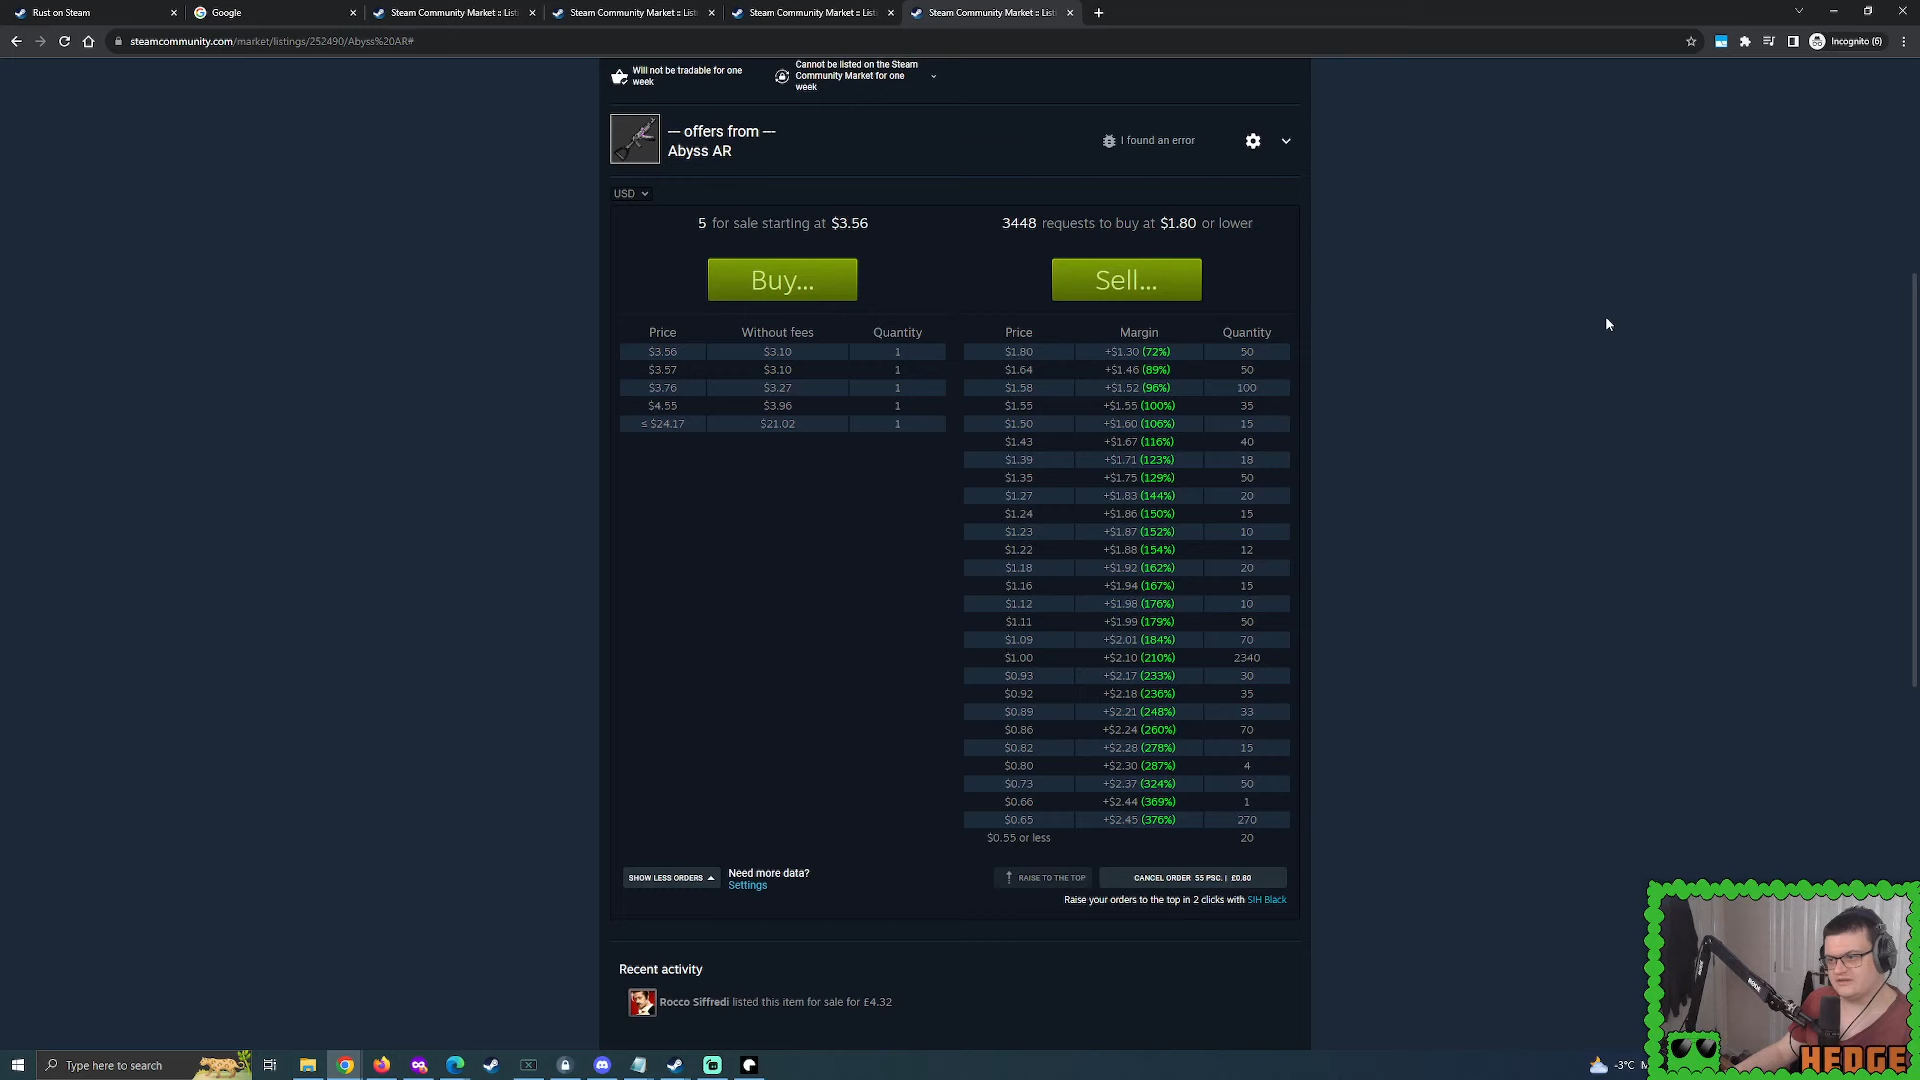 Rust on Steam
Google
Steam Community Market :: List
Steam Community Market :: List
Steam Community Market :: List
Steam Community Market :: List
steamcommunity.com/market/listings/252490/Abyss%20AR#
Incognito (6)
Will not be tradable for one week
Cannot be listed on the Steam Community Market for one week
--- offers from ---
Abyss AR
I found an error
USD
5 for sale starting at $3.56
3448 requests to buy at $1.80 or lower
Buy...
Sell...
Price Without fees Quantity
$3.56 $3.10 1
$3.57 $3.10 1
$3.76 $3.27 1
$4.55 $3.96 1
≤ $24.17 $21.02 1
Price Margin Quantity
$1.80 +$1.30 (72%) 50
$1.64 +$1.46 (89%) 50
$1.58 +$1.52 (96%) 100
$1.55 +$1.55 (100%) 35
$1.50 +$1.60 (106%) 15
$1.43 +$1.67 (116%) 40
$1.39 +$1.71 (123%) 18
$1.35 +$1.75 (129%) 50
$1.27 +$1.83 (144%) 20
$1.24 +$1.86 (150%) 15
$1.23 +$1.87 (152%) 10
$1.22 +$1.88 (154%) 12
$1.18 +$1.92 (162%) 20
$1.16 +$1.94 (167%) 15
$1.12 +$1.98 (176%) 10
$1.11 +$1.99 (179%) 50
$1.09 +$2.01 (184%) 70
$1.00 +$2.10 (210%) 2340
$0.93 +$2.17 (233%) 30
$0.92 +$2.18 (236%) 35
$0.89 +$2.21 (248%) 33
$0.86 +$2.24 (260%) 70
$0.82 +$2.28 (278%) 15
$0.80 +$2.30 (287%) 4
$0.73 +$2.37 (324%) 50
$0.66 +$2.44 (369%) 1
$0.65 +$2.45 (376%) 270
$0.55 or less 20
SHOW LESS ORDERS
Need more data?
Settings
RAISE TO THE TOP
CANCEL ORDER 55 PSC. | £0.80
Raise your orders to the top in 2 clicks with SIH Black
Recent activity
Rocco Siffredi listed this item for sale for £4.32
Type here to search
-3°C
HEDGE